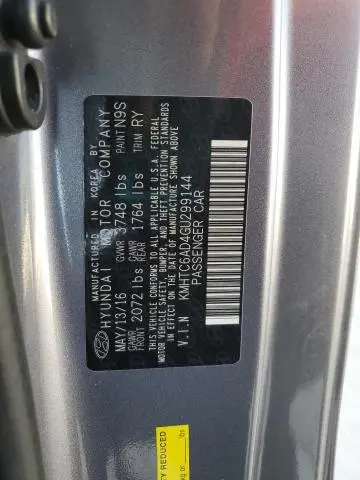 MANUFACTURED IN KOREA BY
HYUNDAI MOTOR COMPANY
MAY/13/16 GVWR 3748 lbs PAINT N9S
GAWR FRONT 2072 lbs GAWR REAR 1764 lbs TRIM RY
THIS VEHICLE CONFORMS TO ALL APPLICABLE U.S.A. FEDERAL
MOTOR VEHICLE SAFETY, BUMPER, AND THEFT PREVENTION STANDARDS
IN EFFECT ON THE DATE OF MANUFACTURE SHOWN ABOVE.
V.I.N KMHTC6AD4GU299144
PASSENGER CAR
REDUCED